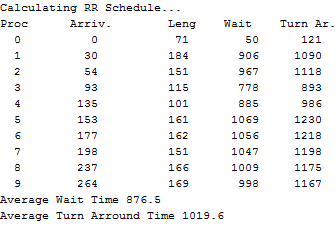 Calculating RR Schedule...
Proc Arriv. Leng Wait Turn Ar.
0 0 71 50 121
1 30 184 906 1090
2 54 151 967 1118
3 93 115 778 893
4 135 101 885 986
5 153 161 1069 1230
6 177 162 1056 1218
7 198 151 1047 1198
8 237 166 1009 1175
9 264 169 998 1167
Average Wait Time 876.5
Average Turn Arround Time 1019.6